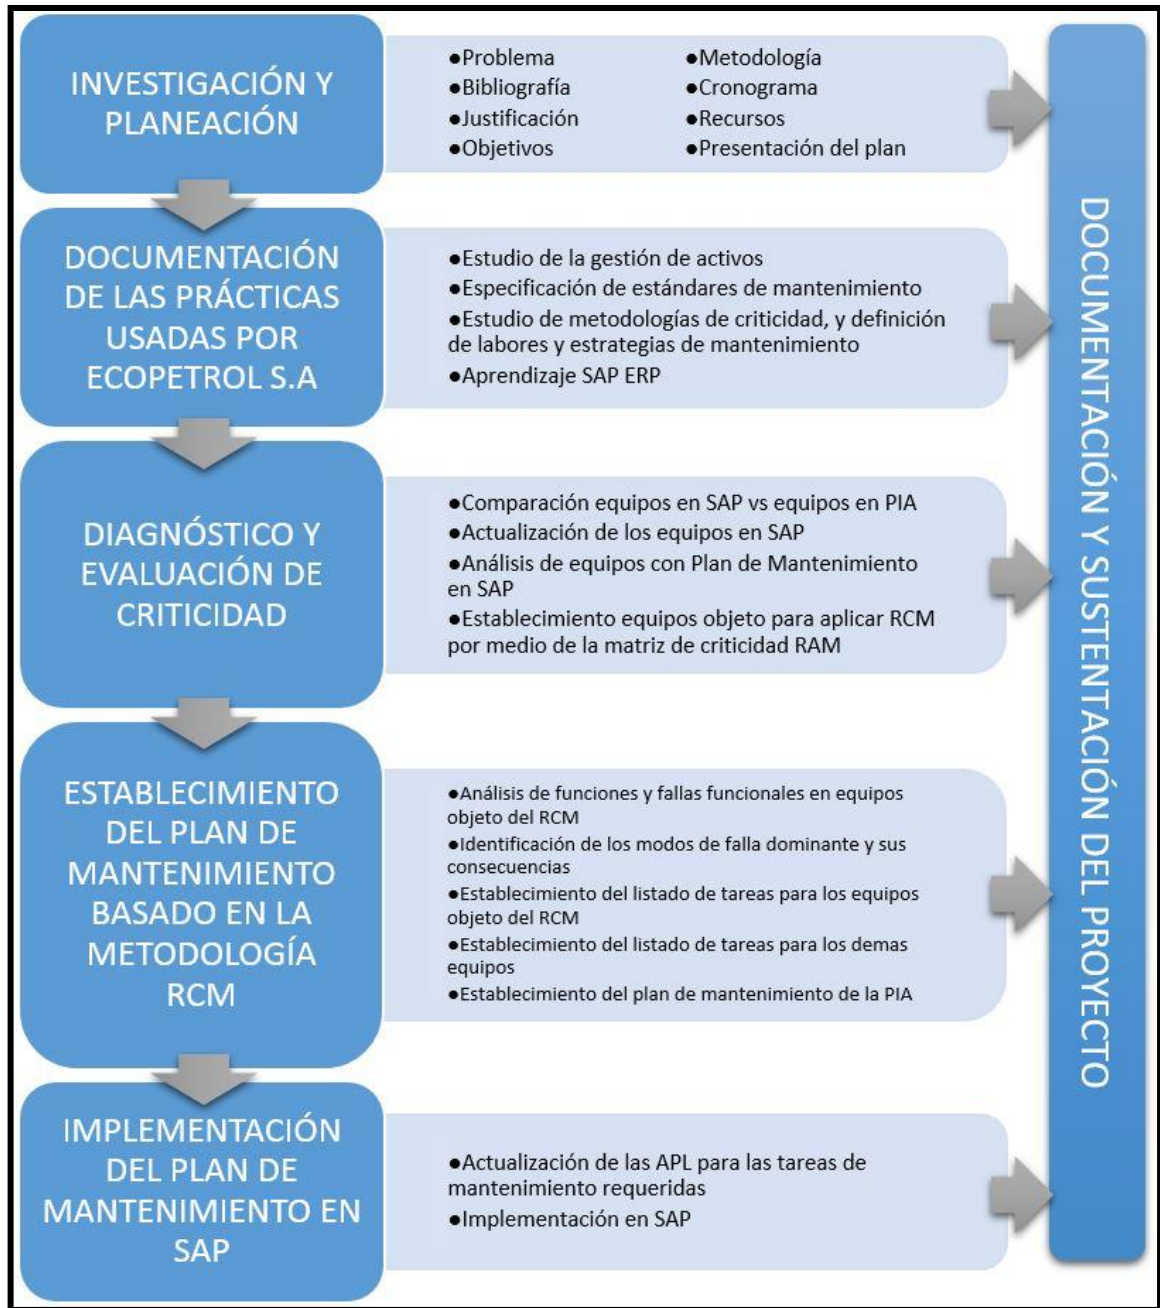 INVESTIGACIÓN Y
PLANEACIÓN
●Problema
●Bibliografía
●Justificación
●Objetivos
●Metodología
●Cronograma
●Recursos
●Presentación del plan
DOCUMENTACIÓN
DE LAS PRÁCTICAS
USADAS POR
ECOPETROL S.A
●Estudio de la gestión de activos
●Especificación de estándares de mantenimiento
●Estudio de metodologías de criticidad, y definición
de labores y estrategias de mantenimiento
●Aprendizaje SAP ERP
DIAGNÓSTICO Y
EVALUACIÓN DE
CRITICIDAD
●Comparación equipos en SAP vs equipos en PIA
●Actualización de los equipos en SAP
●Análisis de equipos con Plan de Mantenimiento
en SAP
●Establecimiento equipos objeto para aplicar RCM
por medio de la matriz de criticidad RAM
ESTABLECIMIENTO
DEL PLAN DE
MANTENIMIENTO
BASADO EN LA
METODOLOGÍA
RCM
●Análisis de funciones y fallas funcionales en equipos
objeto del RCM
●Identificación de los modos de falla dominante y sus
consecuencias
●Establecimiento del listado de tareas para los equipos
objeto del RCM
●Establecimiento del listado de tareas para los demas
equipos
●Establecimiento del plan de mantenimiento de la PIA
IMPLEMENTACIÓN
DEL PLAN DE
MANTENIMIENTO EN
SAP
●Actualización de las APL para las tareas de
mantenimiento requeridas
●Implementación en SAP
DOCUMENTACIÓN Y SUSTENTACIÓN DEL PROYECTO